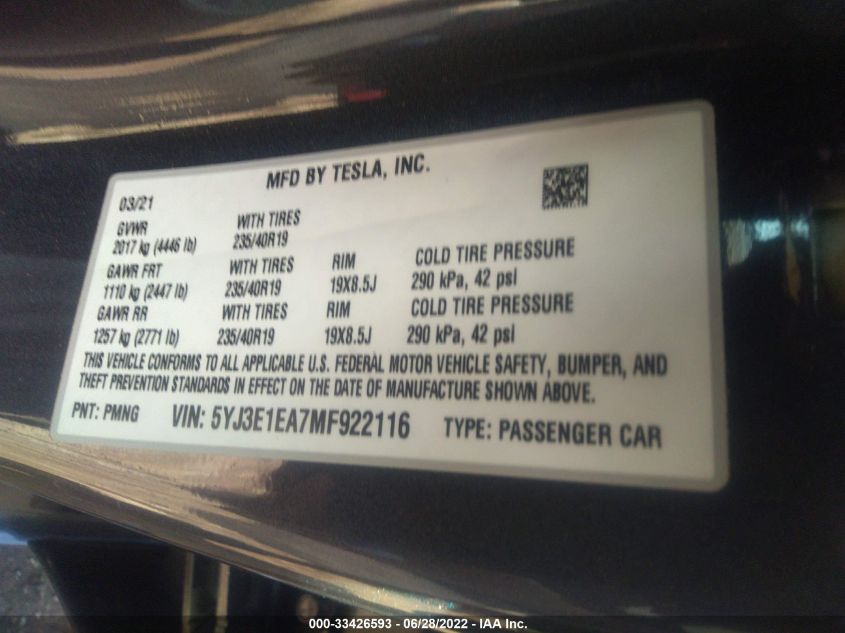 MFD BY TESLA, INC.
03/21
GVWR WITH TIRES
2017 kg (4446 lb) 235/40R19
GAWR FRT WITH TIRES RIM COLD TIRE PRESSURE
1110 kg (2447 lb) 235/40R19 19X8.5J 290 kPa, 42 psi
GAWR RR WITH TIRES RIM COLD TIRE PRESSURE
1257 kg (2771 lb) 235/40R19 19X8.5J 290 kPa, 42 psi
THIS VEHICLE CONFORMS TO ALL APPLICABLE U.S. FEDERAL MOTOR VEHICLE SAFETY, BUMPER, AND
THEFT PREVENTION STANDARDS IN EFFECT ON THE DATE OF MANUFACTURE SHOWN ABOVE.
PNT: PMNG VIN: 5YJ3E1EA7MF922116 TYPE: PASSENGER CAR
000-33426593 - 06/28/2022 - IAA Inc.